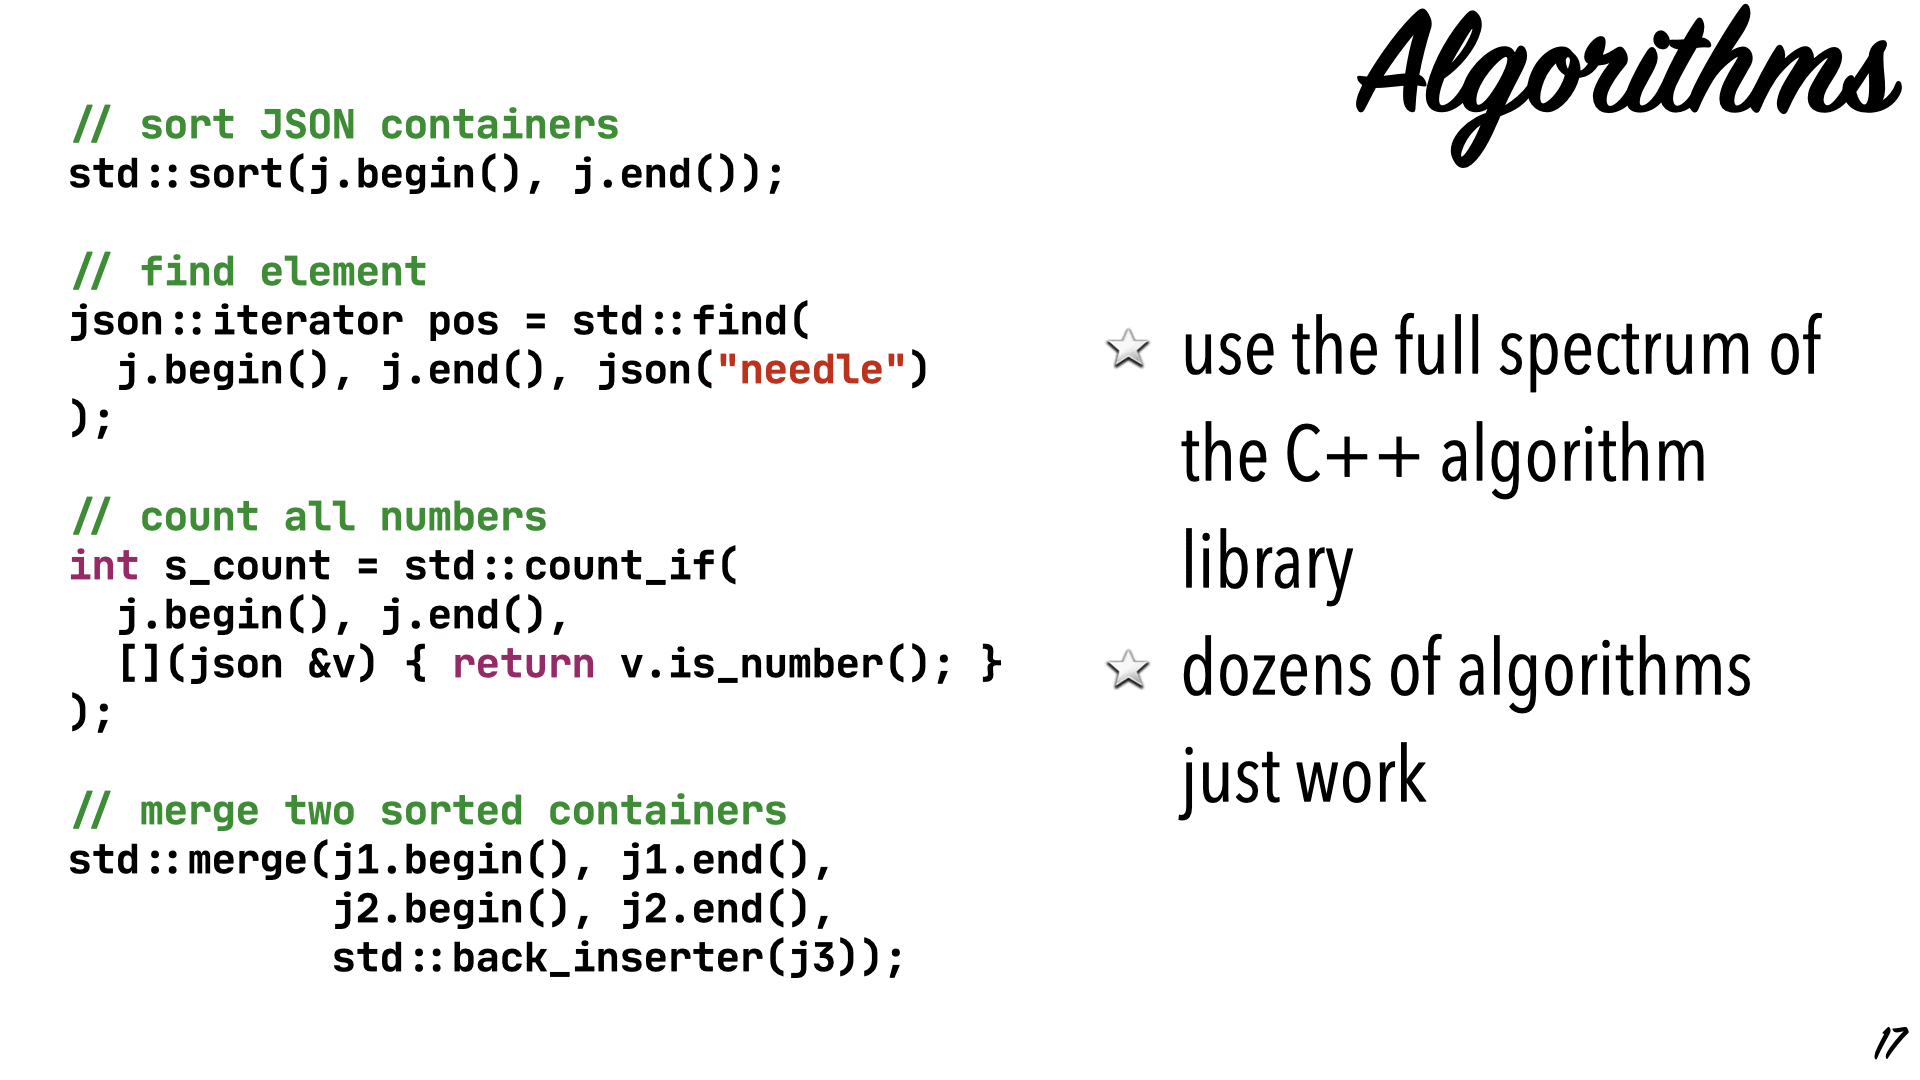 Algorithms
// sort JSON containers
std::sort(j.begin(), j.end());
// find element
json::iterator pos = std::find(
  j.begin(), j.end(), json("needle")
);
// count all numbers
int s_count = std::count_if(
  j.begin(), j.end(),
  [](json &v) { return v.is_number(); }
);
// merge two sorted containers
std::merge(j1.begin(), j1.end(),
           j2.begin(), j2.end(),
           std::back_inserter(j3));
use the full spectrum of
the C++ algorithm
library
dozens of algorithms
just work
17